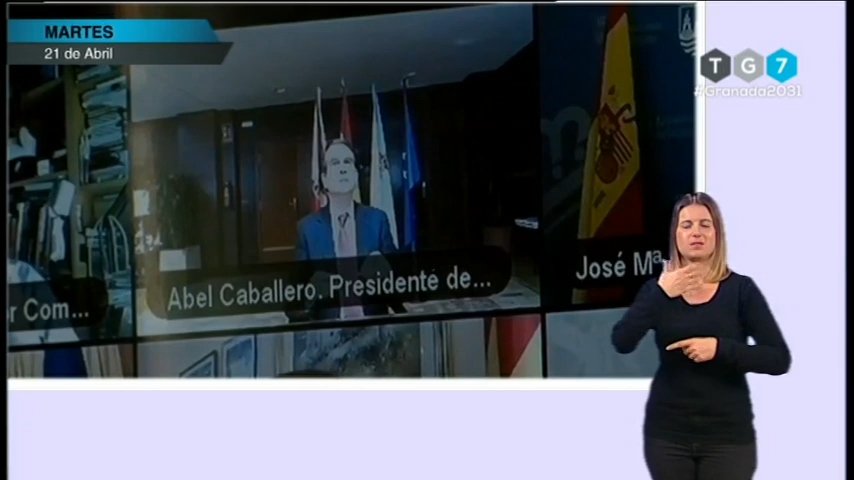 MARTES
21 de Abril
TG7
#Granada2031
Abel Caballero. Presidente de...
José Mª
Com...